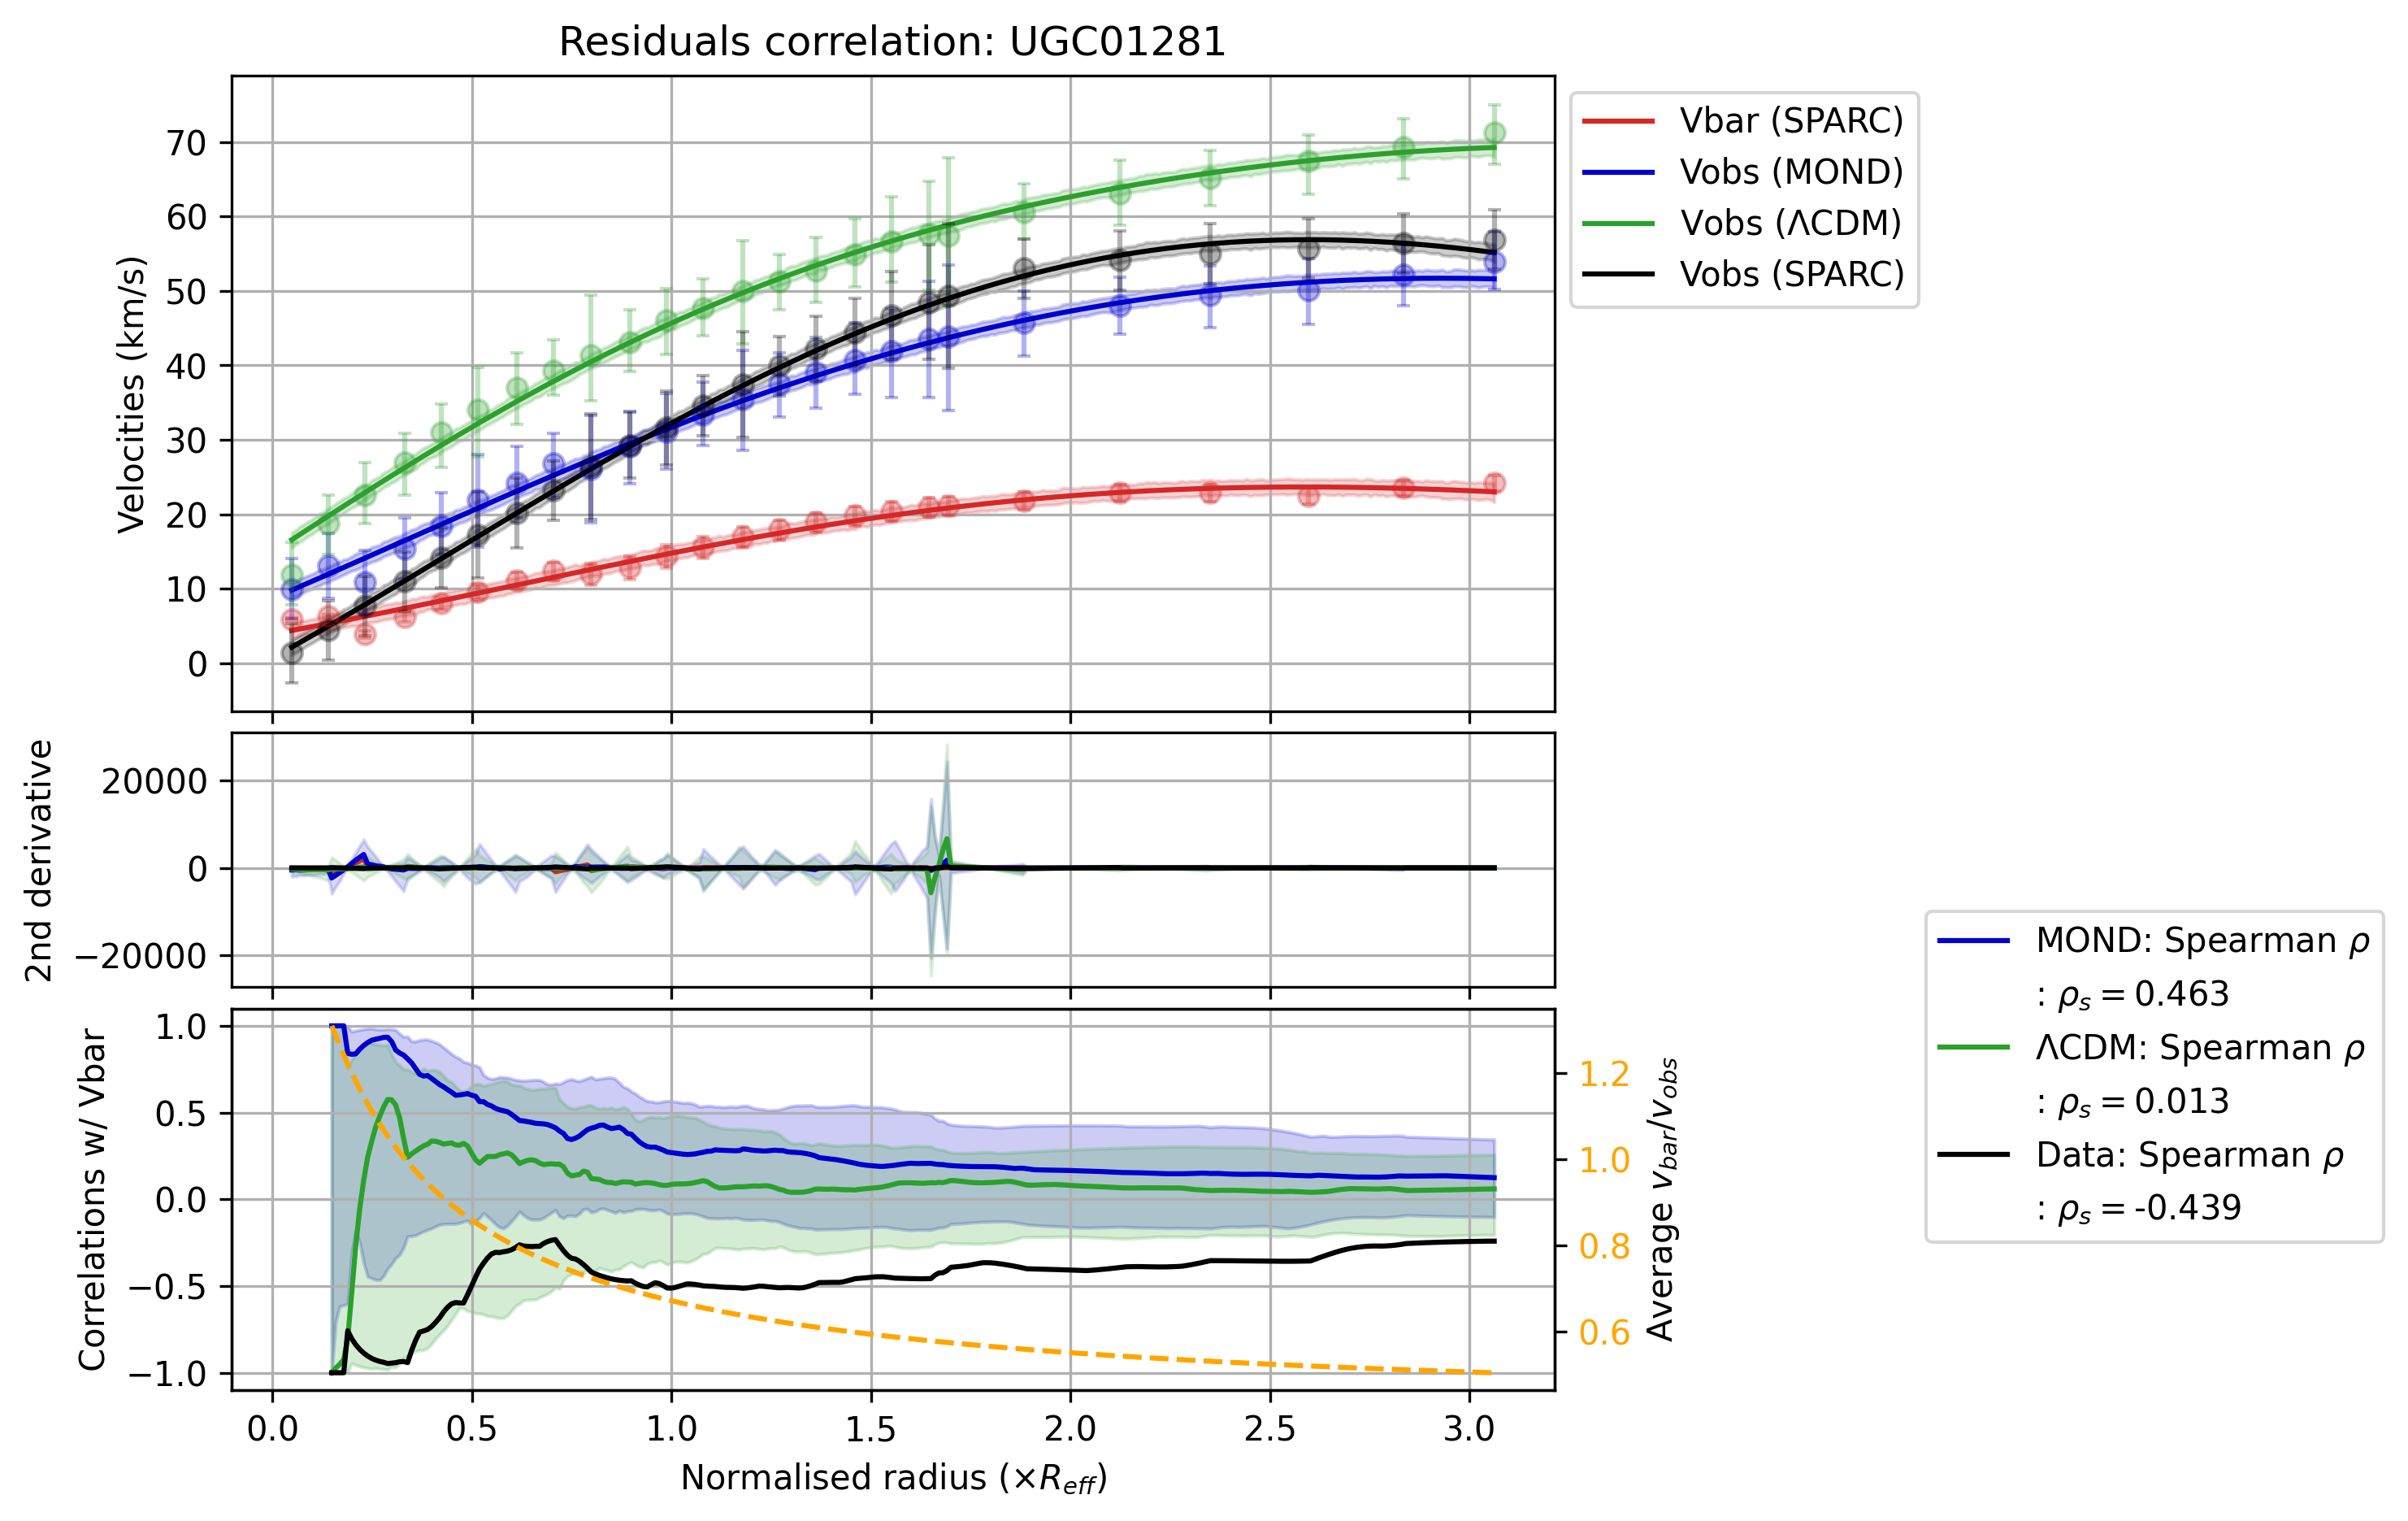 Residuals correlation: UGC01281
Velocities (km/s)
70
60
50
40
30
20
10
0
Vbar (SPARC)
Vobs (MOND)
Vobs (ΛCDM)
Vobs (SPARC)
2nd derivative
20000
0
−20000
Correlations w/ Vbar
1.0
0.5
0.0
−0.5
−1.0
1.2
1.0
0.8
0.6
Average v_bar/v_obs
MOND: Spearman ρ
: ρ_s = 0.463
ΛCDM: Spearman ρ
: ρ_s = 0.013
Data: Spearman ρ
: ρ_s = -0.439
0.0 0.5 1.0 1.5 2.0 2.5 3.0
Normalised radius (×R_eff)